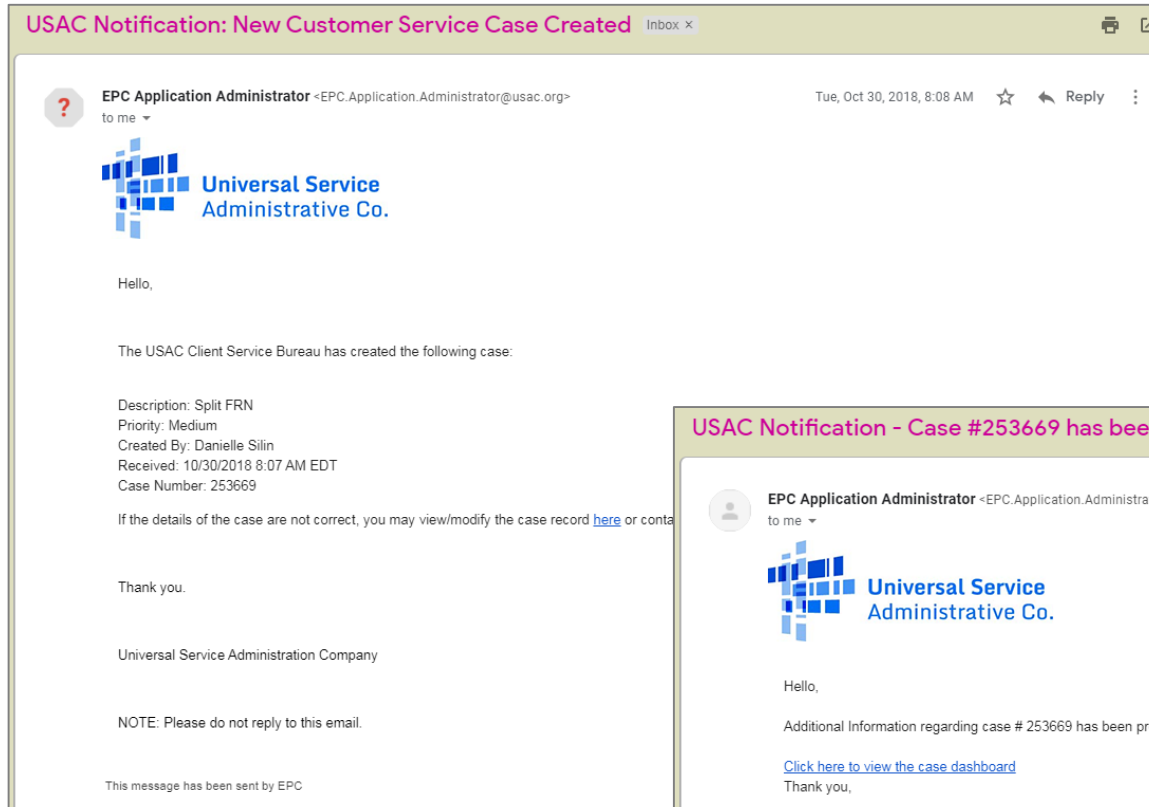 USAC Notification: New Customer Service Case Created Inbox x
EPC Application Administrator <EPC.Application.Administrator@usac.org> Tue, Oct 30, 2018, 8:08 AM Reply
to me
Universal Service
Administrative Co.
Hello,
The USAC Client Service Bureau has created the following case:
Description: Split FRN
Priority: Medium
Created By: Danielle Silin
Received: 10/30/2018 8:07 AM EDT
Case Number: 253669
If the details of the case are not correct, you may view/modify the case record here or conta
Thank you.
Universal Service Administration Company
NOTE: Please do not reply to this email.
This message has been sent by EPC
USAC Notification - Case #253669 has bee
EPC Application Administrator <EPC.Application.Administra
to me
Universal Service
Administrative Co.
Hello,
Additional Information regarding case # 253669 has been pr
Click here to view the case dashboard
Thank you,